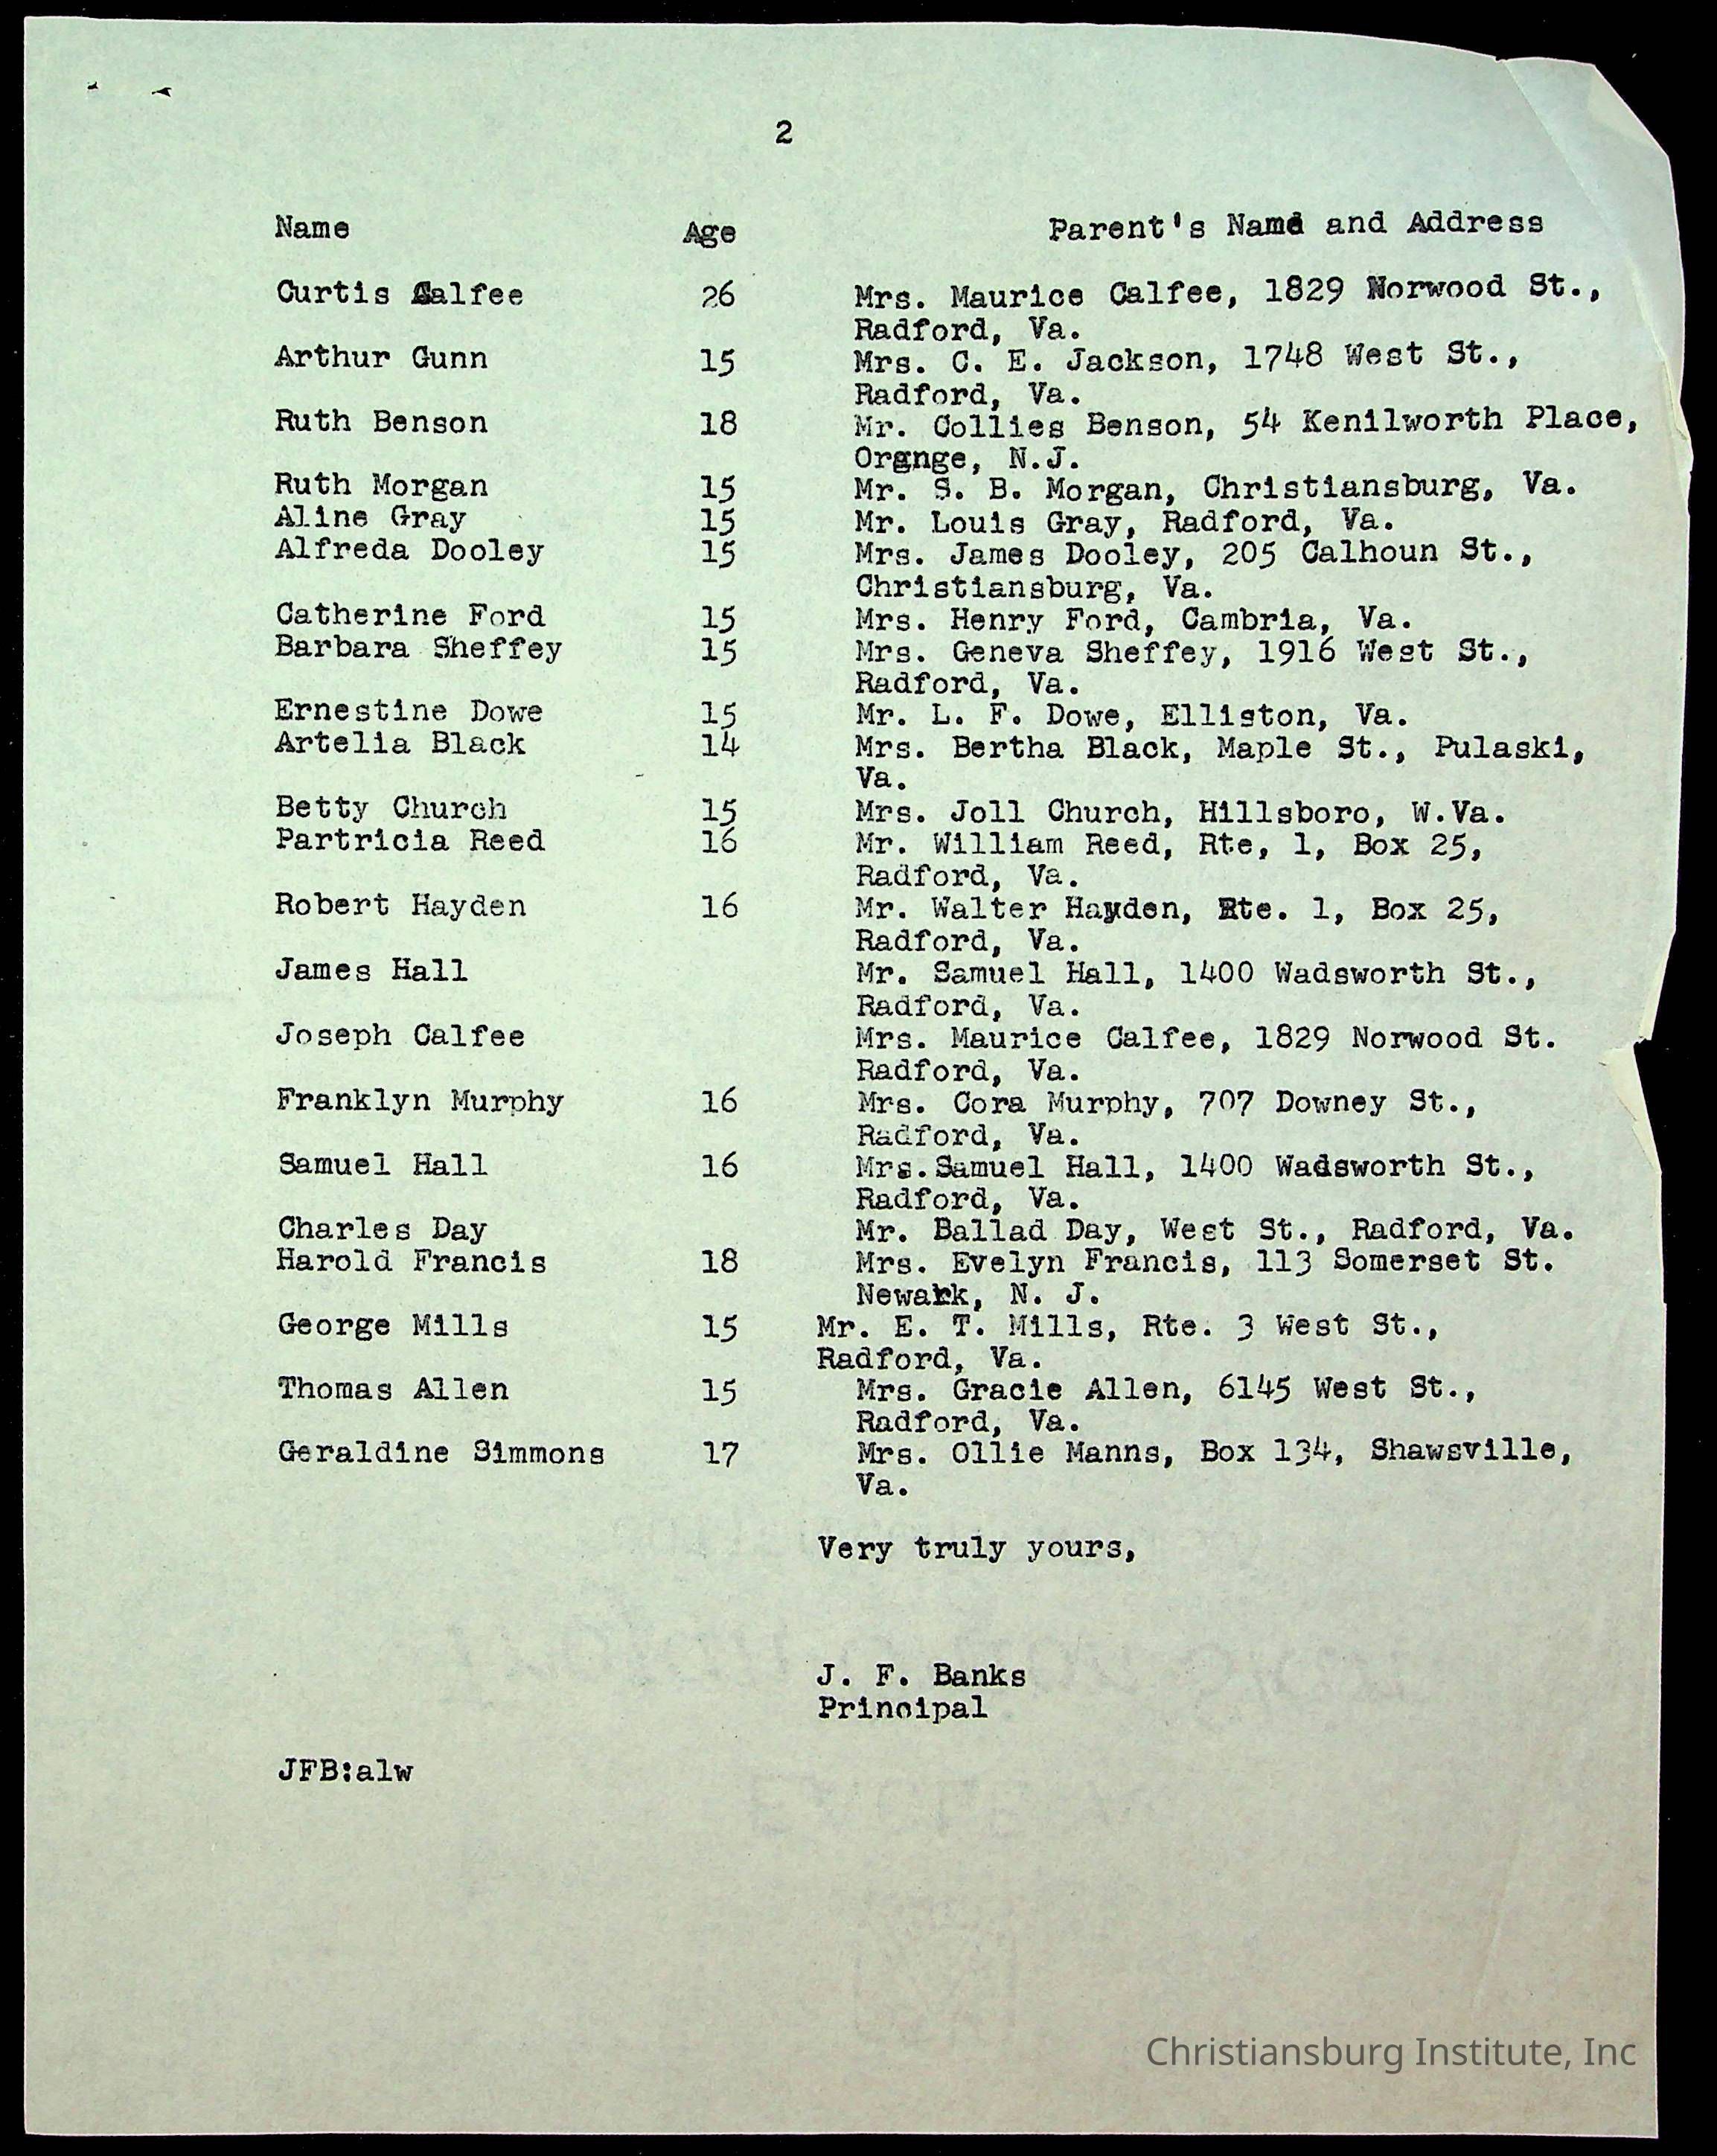 2
Name Age Parent's Name and Address
Curtis Calfee 26 Mrs. Maurice Calfee, 1829 Norwood St.,
Radford, Va.
Arthur Gunn 15 Mrs. C. E. Jackson, 1748 West St.,
Radford, Va.
Ruth Benson 18 Mr. Collies Benson, 54 Kenilworth Place,
Orgnge, N.J.
Ruth Morgan 15 Mr. S. B. Morgan, Christiansburg, Va.
Aline Gray 15 Mr. Louis Gray, Radford, Va.
Alfreda Dooley 15 Mrs. James Dooley, 205 Calhoun St.,
Christiansburg, Va.
Catherine Ford 15 Mrs. Henry Ford, Cambria, Va.
Barbara Sheffey 15 Mrs. Geneva Sheffey, 1916 West St.,
Radford, Va.
Ernestine Dowe 15 Mr. L. F. Dowe, Elliston, Va.
Artelia Black 14 Mrs. Bertha Black, Maple St., Pulaski,
Va.
Betty Church 15 Mrs. Joll Church, Hillsboro, W.Va.
Partricia Reed 16 Mr. William Reed, Rte, 1, Box 25,
Radford, Va.
Robert Hayden 16 Mr. Walter Hayden, Rte. 1, Box 25,
Radford, Va.
James Hall Mr. Samuel Hall, 1400 Wadsworth St.,
Radford, Va.
Joseph Calfee Mrs. Maurice Calfee, 1829 Norwood St.
Radford, Va.
Franklyn Murphy 16 Mrs. Cora Murphy, 707 Downey St.,
Radford, Va.
Samuel Hall 16 Mrs.Samuel Hall, 1400 Wadsworth St.,
Radford, Va.
Charles Day Mr. Ballad Day, West St., Radford, Va.
Harold Francis 18 Mrs. Evelyn Francis, 113 Somerset St.
Newark, N. J.
George Mills 15 Mr. E. T. Mills, Rte. 3 West St.,
Radford, Va.
Thomas Allen 15 Mrs. Gracie Allen, 6145 West St.,
Radford, Va.
Geraldine Simmons 17 Mrs. Ollie Manns, Box 134, Shawsville,
Va.
Very truly yours,
J. F. Banks
Principal
JFB:alw
Christiansburg Institute, Inc